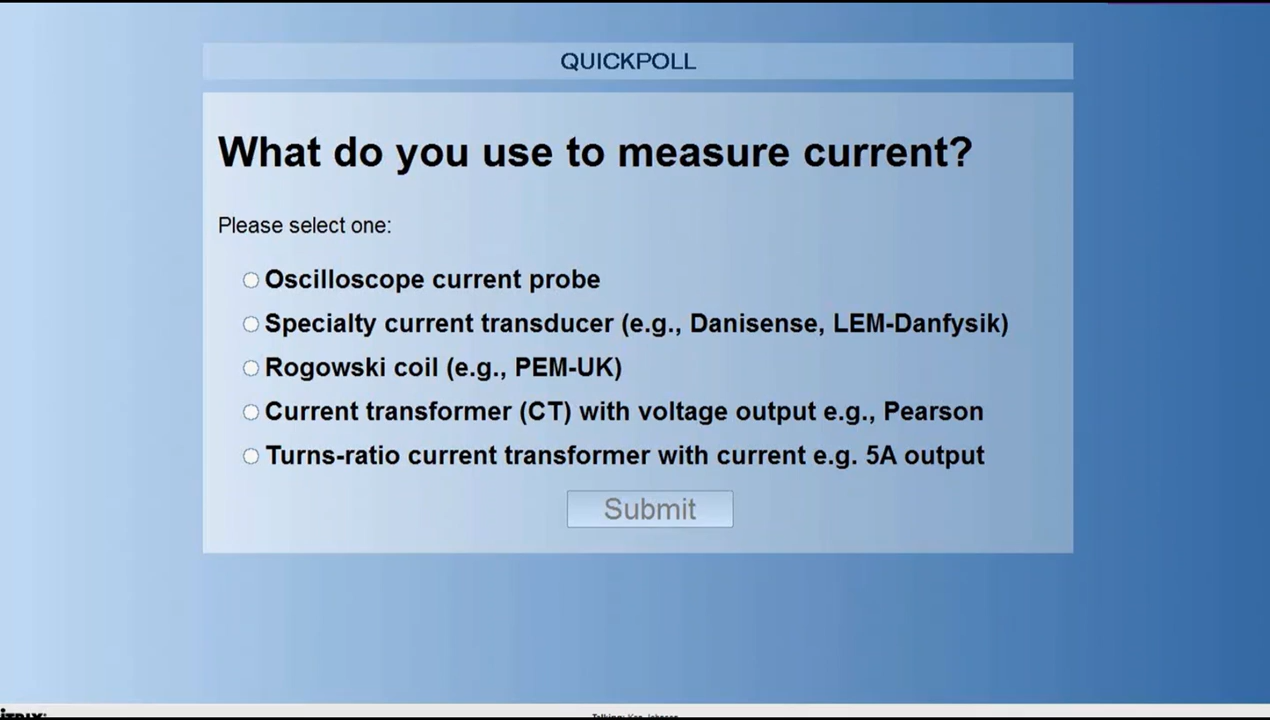 QUICKPOLL
What do you use to measure current?
Please select one:
Oscilloscope current probe
Specialty current transducer (e.g., Danisense, LEM-Danfysik)
Rogowski coil (e.g., PEM-UK)
Current transformer (CT) with voltage output e.g., Pearson
Turns-ratio current transformer with current e.g. 5A output
Submit